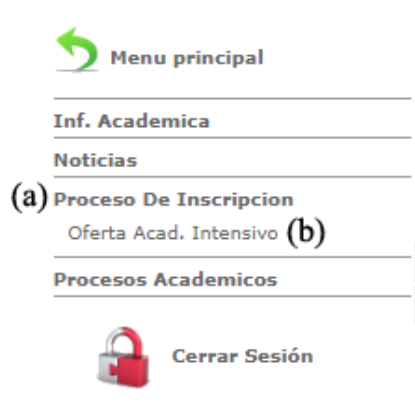 Menu principal
Inf. Academica
Noticias
(a) Proceso De Inscripcion
Oferta Acad. Intensivo (b)
Procesos Academicos
Cerrar Sesión